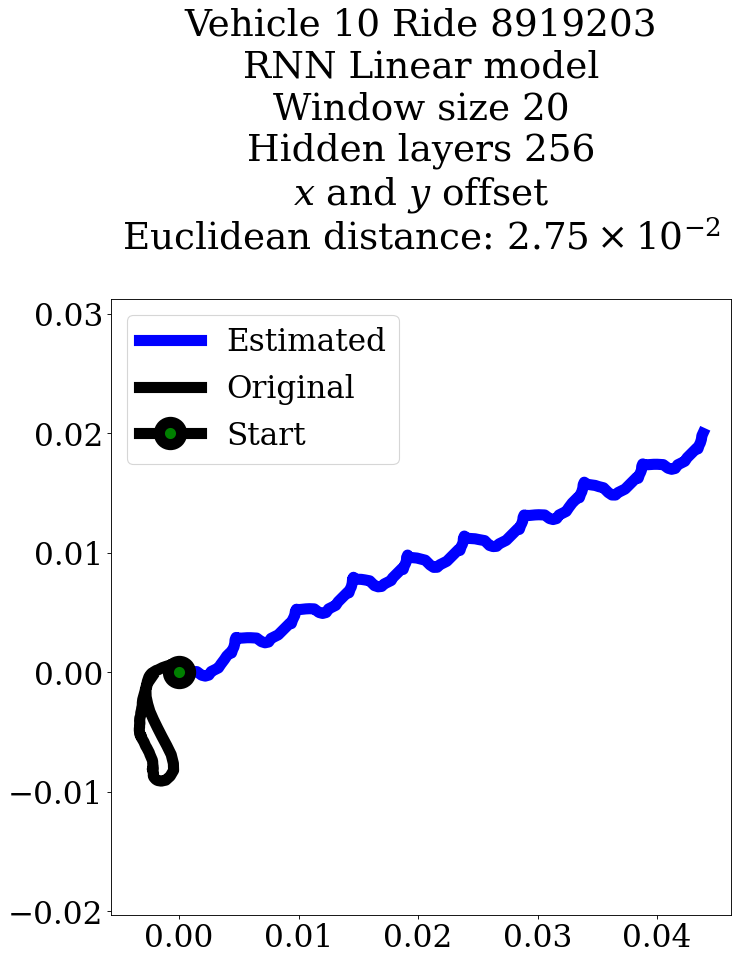 Vehicle 10 Ride 8919203
RNN Linear model
Window size 20
Hidden layers 256
x and y offset
Euclidean distance: 2.75 × 10⁻²
0.03
Estimated
Original
Start
0.02
0.01
0.00
−0.01
−0.02
0.00 0.01 0.02 0.03 0.04